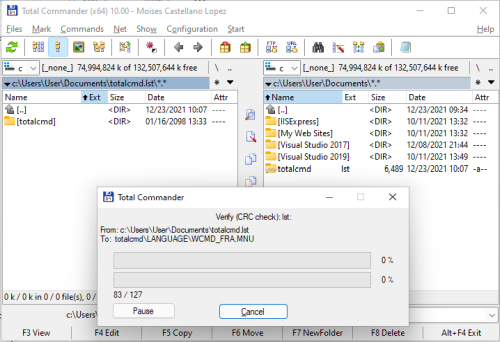 Total Commander (x64) 10.00 - Moises Castellano Lopez
Files Mark Commands Net Show Configuration Start Help
FTP URL
c [_none_] 74,994,824 k of 132,507,644 k free \ ..
c [_none_] 74,994,824 k of 132,507,644 k free \ ..
c:\Users\User\Documents\totalcmd.lst\*.* * 
c:\Users\User\Documents\*.* *
Name Ext Size Date Attr
[..] <DIR> 12/23/2021 10:07 ----
[totalcmd] <DIR> 01/16/2098 13:33 ----
Name Ext Size Date Attr
[..] <DIR> 12/23/2021 09:34 ----
[IISExpress] <DIR> 10/11/2021 13:32 ----
[My Web Sites] <DIR> 10/11/2021 13:32 ----
[Visual Studio 2017] <DIR> 12/08/2021 21:44 ----
[Visual Studio 2019] <DIR> 10/11/2021 13:49 ----
totalcmd lst 6,489 12/23/2021 10:07 -a--
Total Commander
Verify (CRC check): lst:
From: c:\Users\User\Documents\totalcmd.lst
To: totalcmd\LANGUAGE\WCMD_FRA.MNU
0 %
0 %
83 / 127
Pause Cancel
0 k / 0 k in 0 / 0 file(s),
c:\Use
F3 View F4 Edit F5 Copy F6 Move F7 NewFolder F8 Delete Alt+F4 Exit